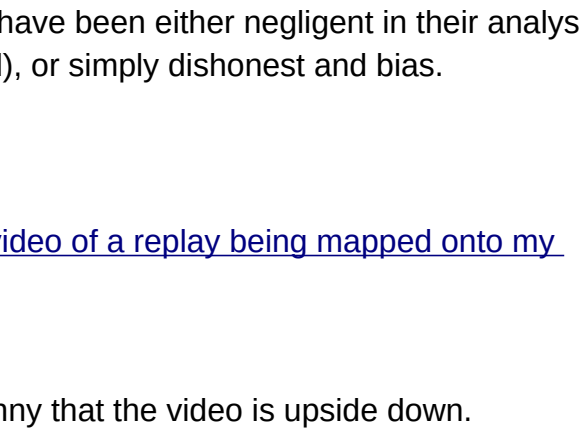 have been either negligent in their analys
), or simply dishonest and bias.
video of a replay being mapped onto my
nny that the video is upside down.